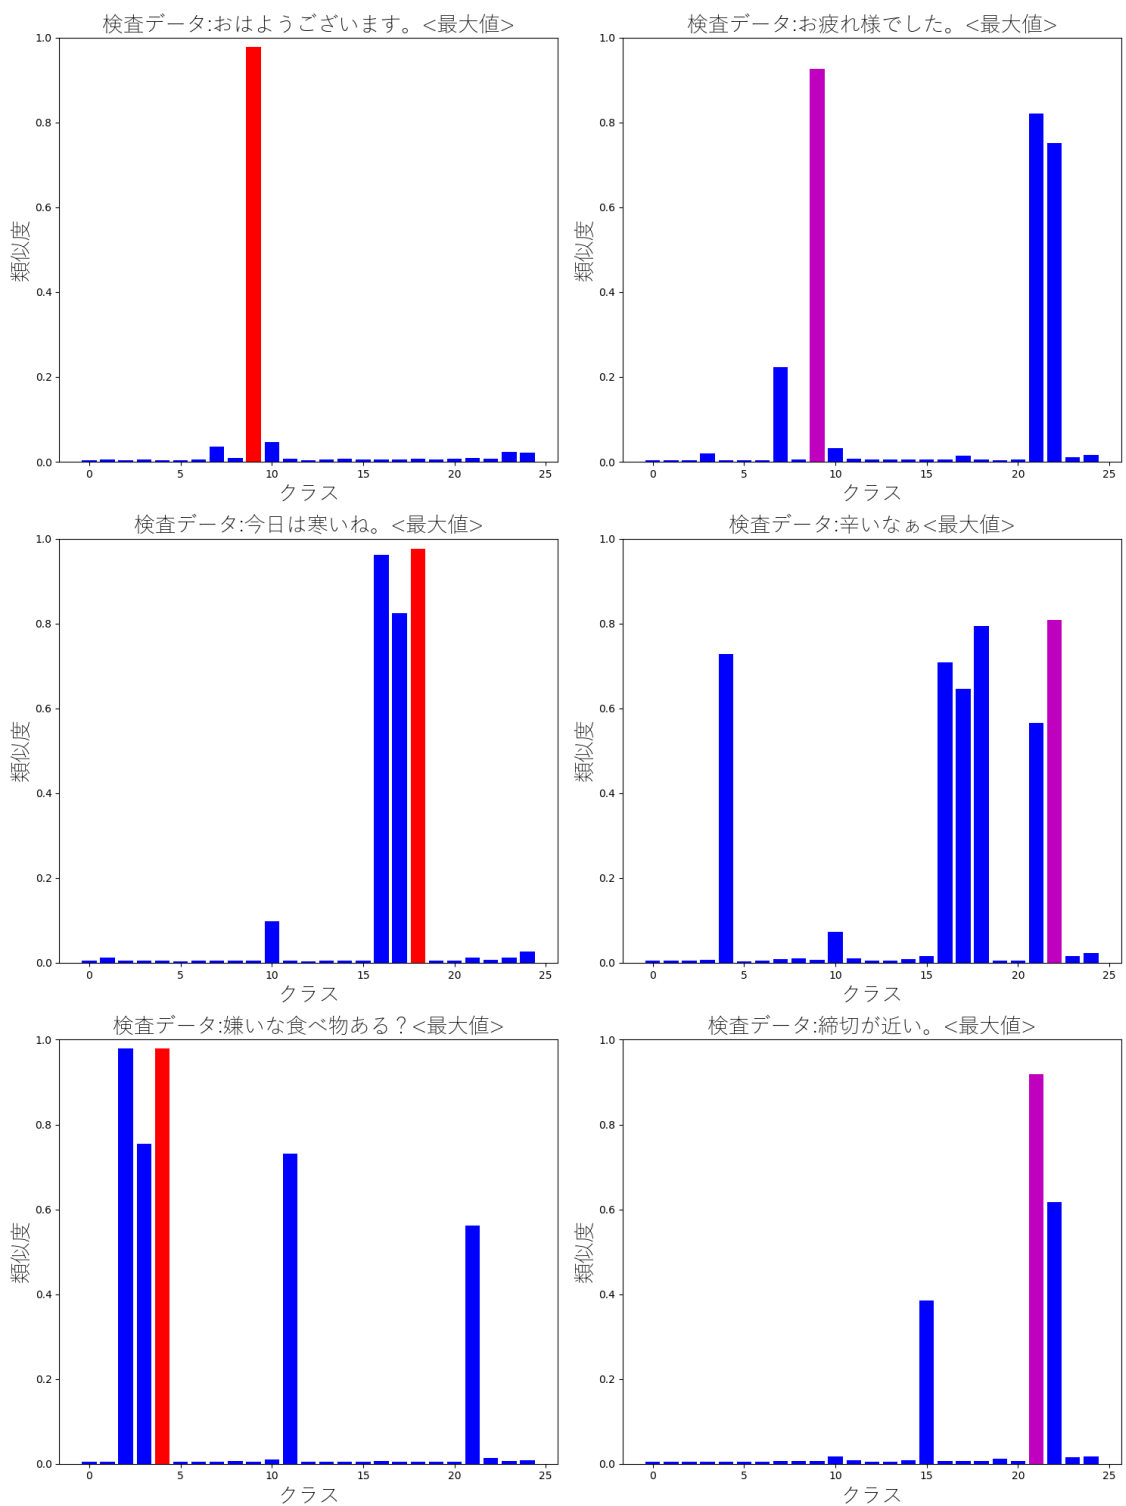 検査データ:おはようございます。<最大値>
1.0
0.8
0.6
0.4
0.2
0.0
類似度
0 5 10 15 20 25
クラス
検査データ:お疲れ様でした。<最大値>
1.0
0.8
0.6
0.4
0.2
0.0
類似度
0 5 10 15 20 25
クラス
検査データ:今日は寒いね。<最大値>
1.0
0.8
0.6
0.4
0.2
0.0
類似度
0 5 10 15 20 25
クラス
検査データ:辛いなぁ<最大値>
1.0
0.8
0.6
0.4
0.2
0.0
類似度
0 5 10 15 20 25
クラス
検査データ:嫌いな食べ物ある？<最大値>
1.0
0.8
0.6
0.4
0.2
0.0
類似度
0 5 10 15 20 25
クラス
検査データ:締切が近い。<最大値>
1.0
0.8
0.6
0.4
0.2
0.0
類似度
0 5 10 15 20 25
クラス